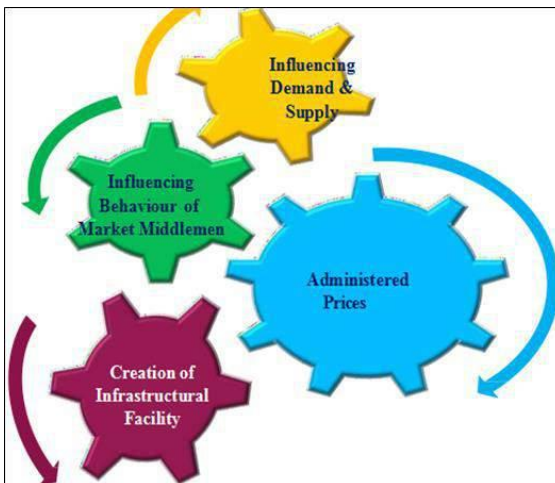 Influencing
Demand &
Supply
Influencing
Behaviour of
Market Middlemen
Administered
Prices
Creation of
Infrastructural
Facility